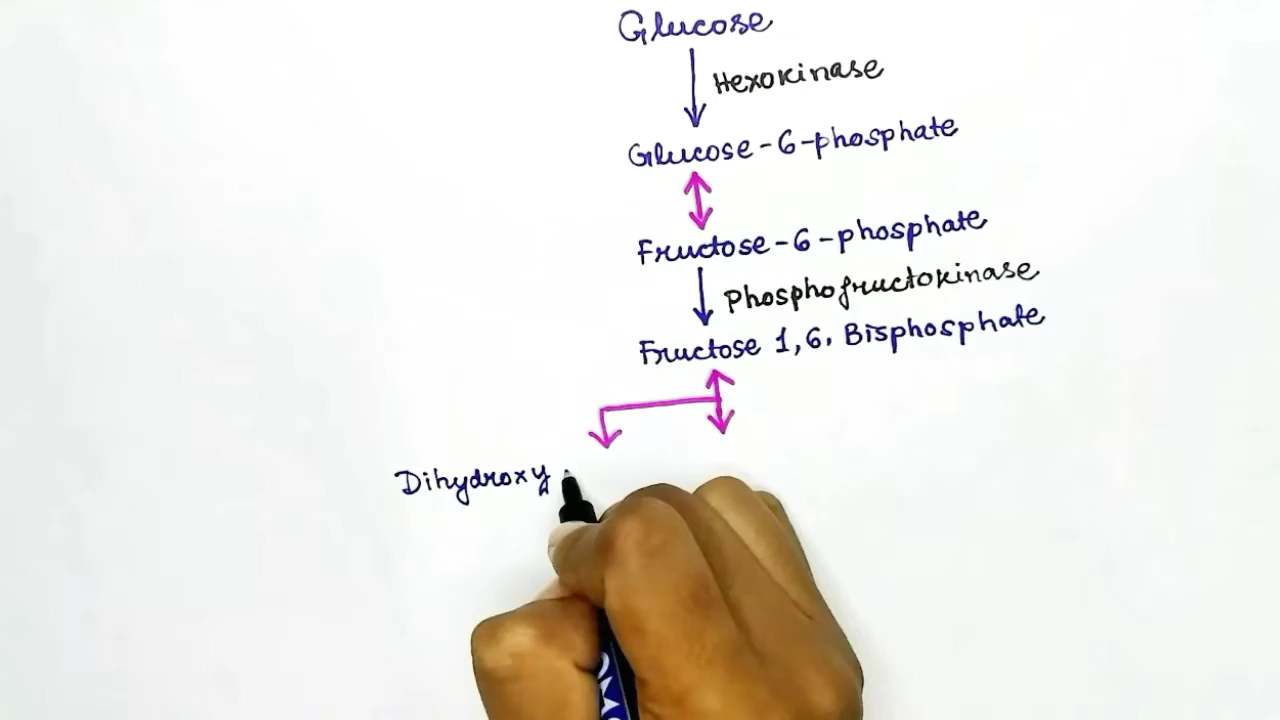 Glucose
Hexokinase
Glucose-6-phosphate
Fructose-6-phosphate
Phosphofructokinase
Fructose 1,6, Bisphosphate
Dihydroxy